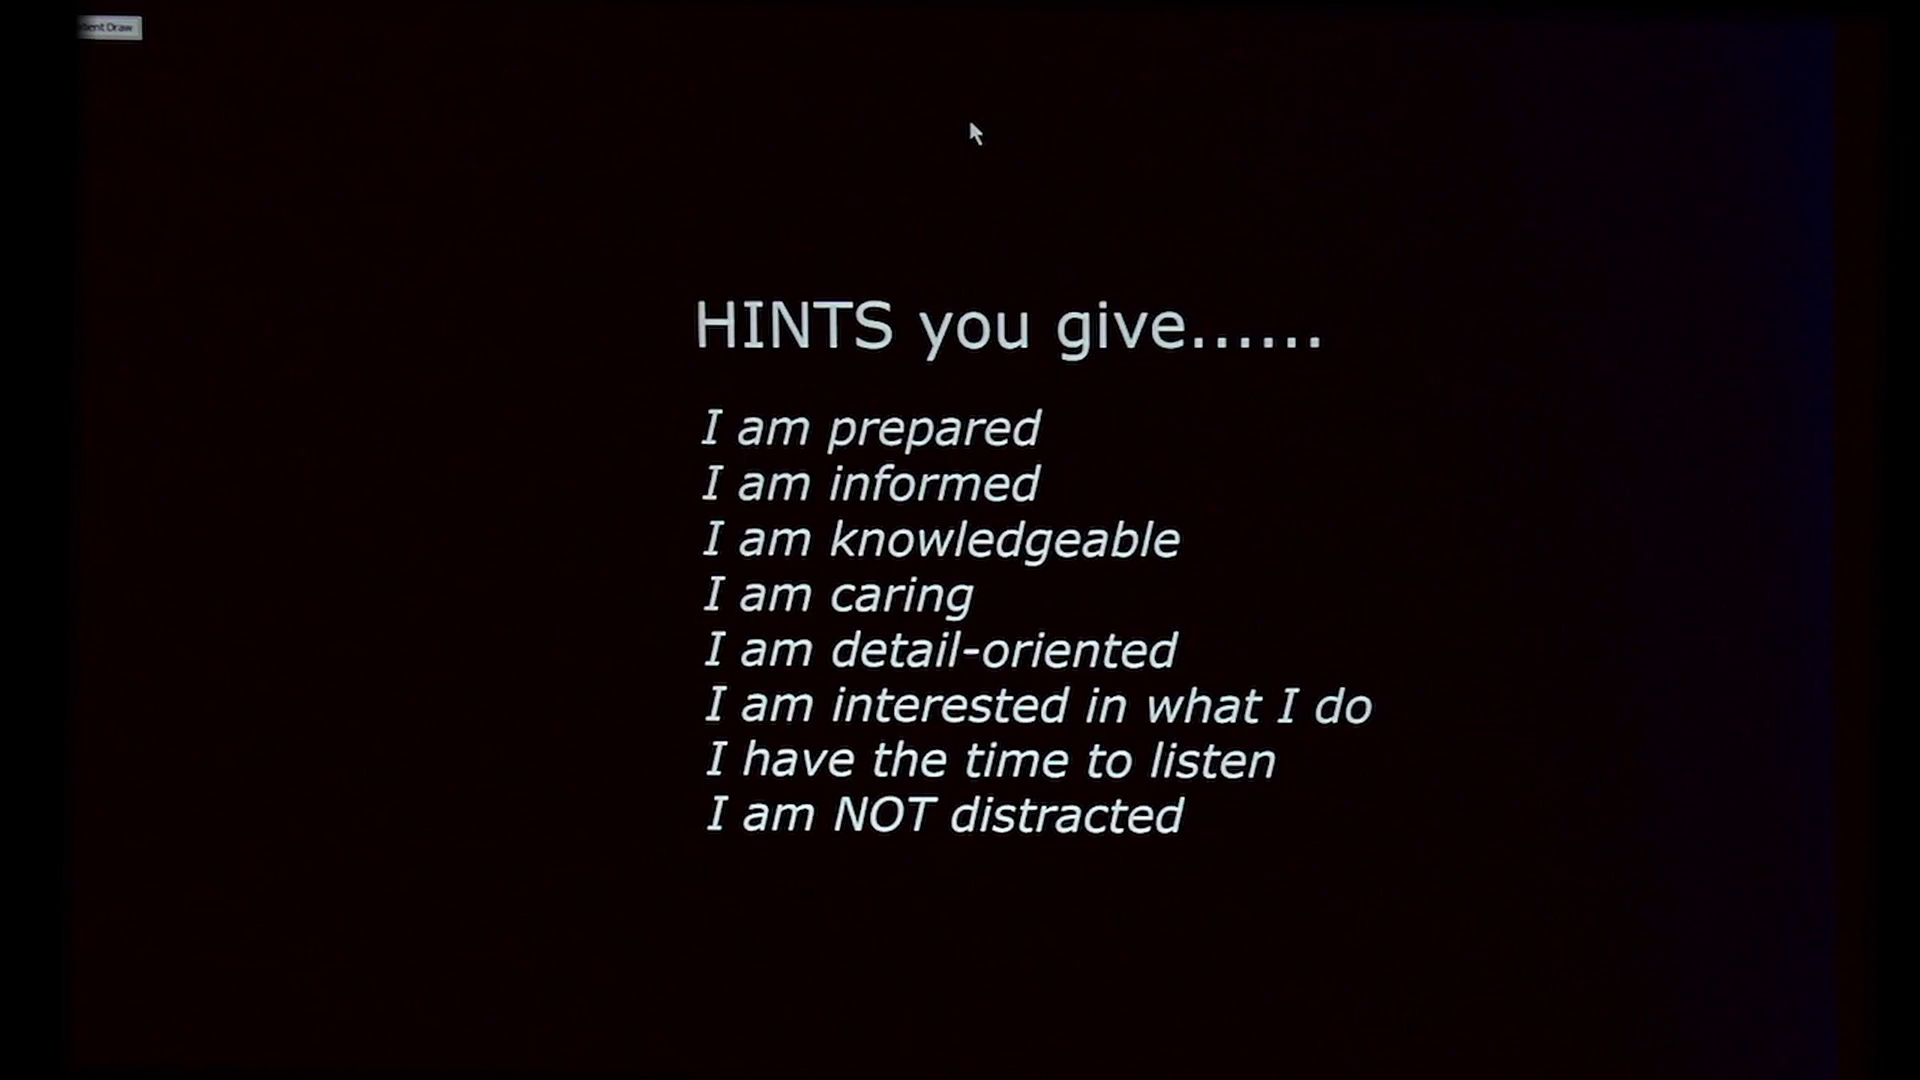 Draw
HINTS you give......
I am prepared
I am informed
I am knowledgeable
I am caring
I am detail-oriented
I am interested in what I do
I have the time to listen
I am NOT distracted